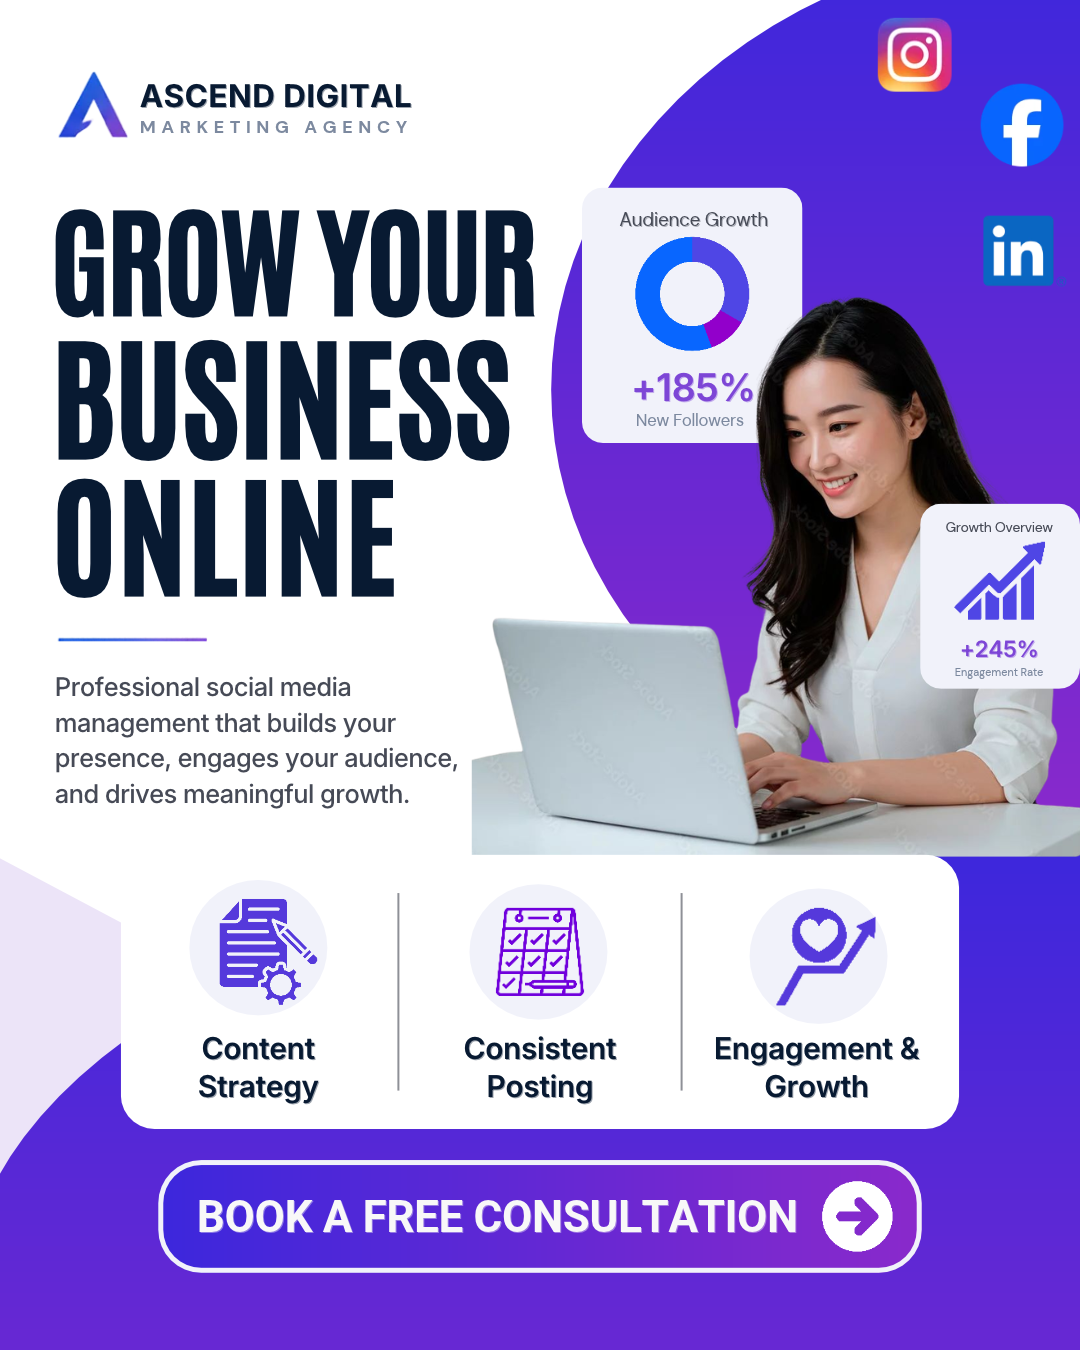 ASCEND DIGITAL
MARKETING AGENCY
GROW YOUR
BUSINESS
ONLINE
Professional social media
management that builds your
presence, engages your audience,
and drives meaningful growth.
Audience Growth
+185%
New Followers
in
Growth Overview
+245%
Engagement Rate
Content
Strategy
Consistent
Posting
Engagement &
Growth
BOOK A FREE CONSULTATION